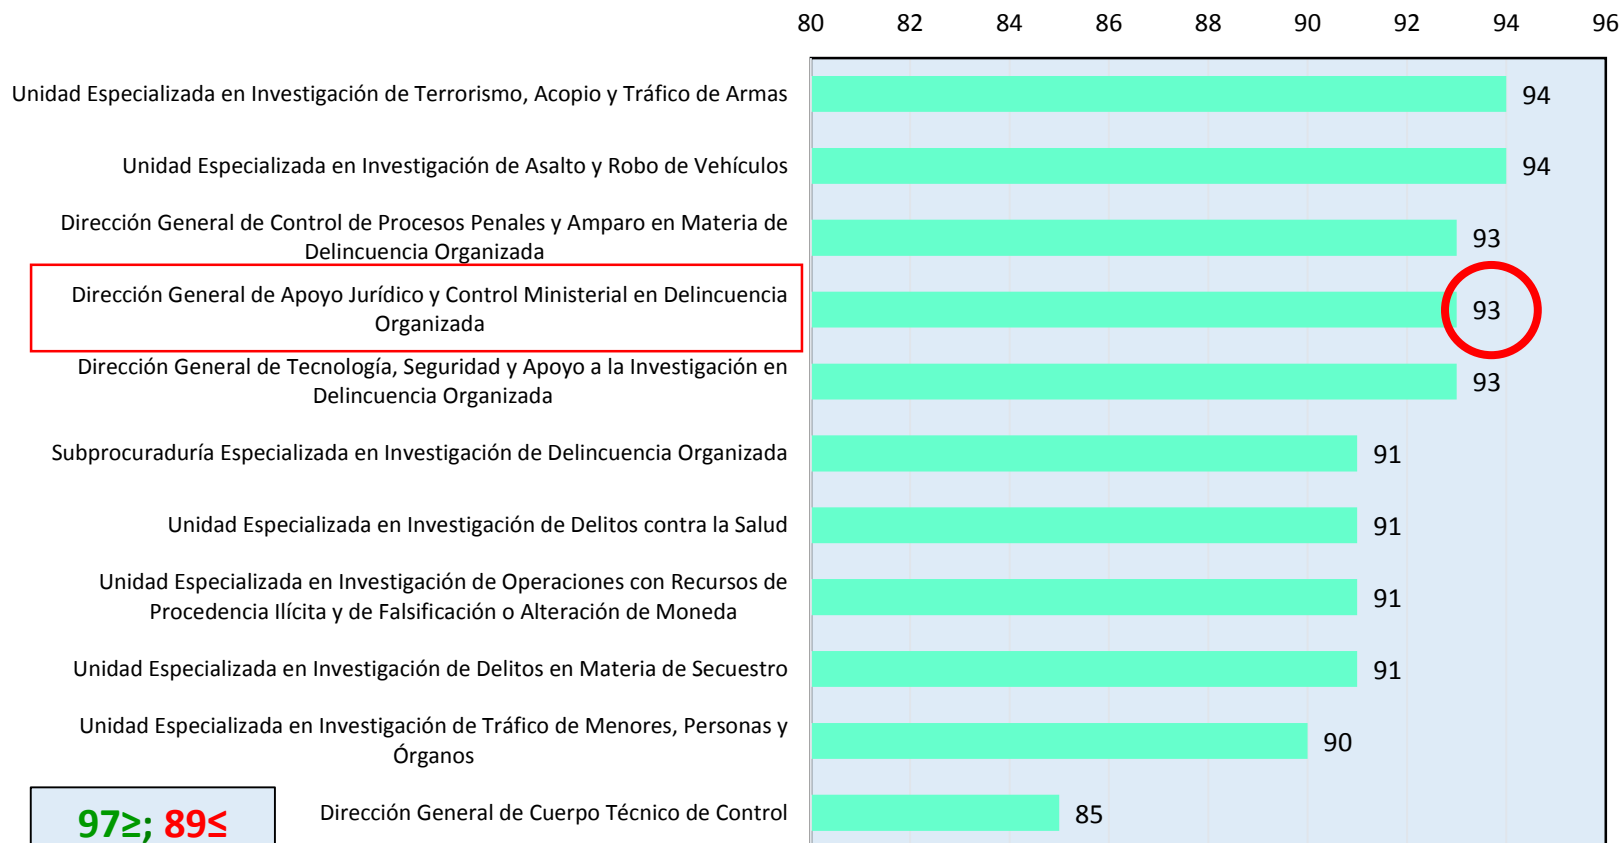 80 82 84 86 88 90 92 94 96
Unidad Especializada en Investigación de Terrorismo, Acopio y Tráfico de Armas 94
Unidad Especializada en Investigación de Asalto y Robo de Vehículos 94
Dirección General de Control de Procesos Penales y Amparo en Materia de
Delincuencia Organizada 93
Dirección General de Apoyo Jurídico y Control Ministerial en Delincuencia
Organizada 93
Dirección General de Tecnología, Seguridad y Apoyo a la Investigación en
Delincuencia Organizada 93
Subprocuraduría Especializada en Investigación de Delincuencia Organizada 91
Unidad Especializada en Investigación de Delitos contra la Salud 91
Unidad Especializada en Investigación de Operaciones con Recursos de
Procedencia Ilícita y de Falsificación o Alteración de Moneda 91
Unidad Especializada en Investigación de Delitos en Materia de Secuestro 91
Unidad Especializada en Investigación de Tráfico de Menores, Personas y
Órganos 90
Dirección General de Cuerpo Técnico de Control 85
97≥; 89≤